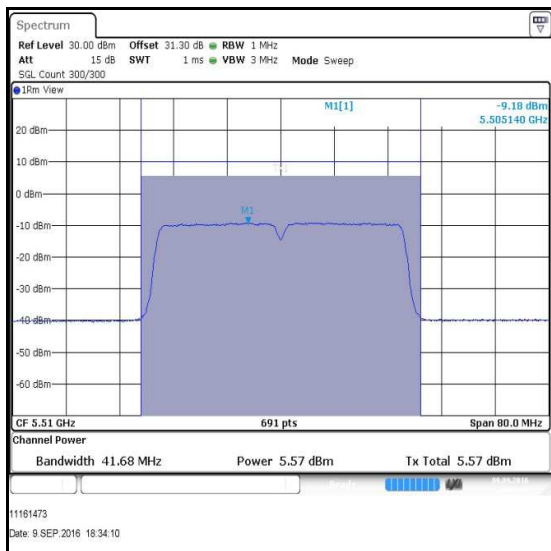 Spectrum
Ref Level 30.00 dBm Offset 31.30 dB RBW 1 MHz
Att 15 dB SWT 1 ms VBW 3 MHz Mode Sweep
SGL Count 300/300
1Rm View
M1[1] -9.18 dBm
5.505140 GHz
20 dBm
10 dBm
0 dBm
M1
-10 dBm
-20 dBm
-30 dBm
-40 dBm
-50 dBm
-60 dBm
CF 5.51 GHz 691 pts Span 80.0 MHz
Channel Power
Bandwidth 41.68 MHz Power 5.57 dBm Tx Total 5.57 dBm
11161473
Date: 9.SEP.2016 18:34:10